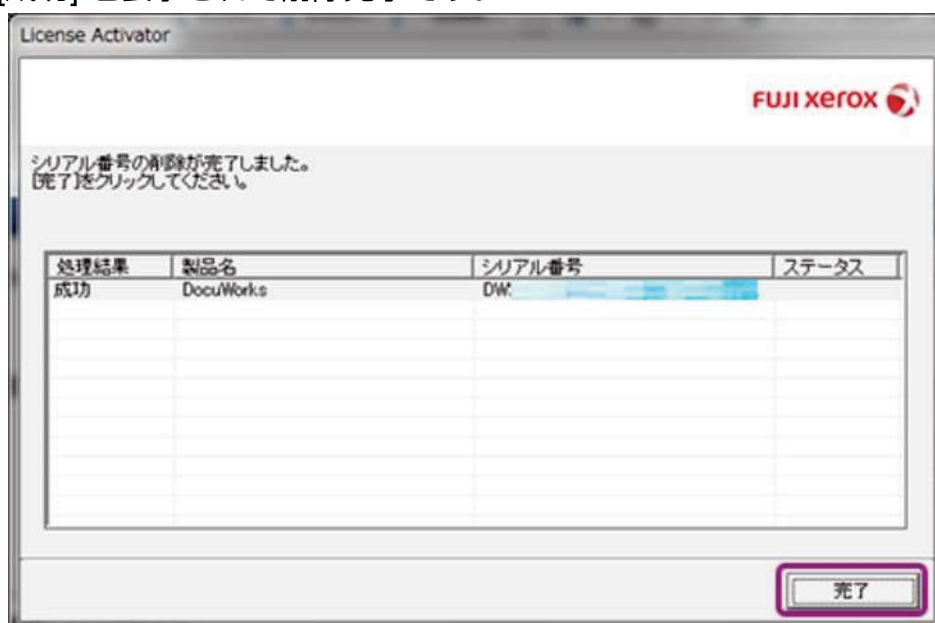 License Activator
FUJI xerox
シリアル番号の削除が完了しました。
[完了]をクリックしてください。
処理結果 製品名 シリアル番号 ステータス
成功 DocuWorks DW
完了